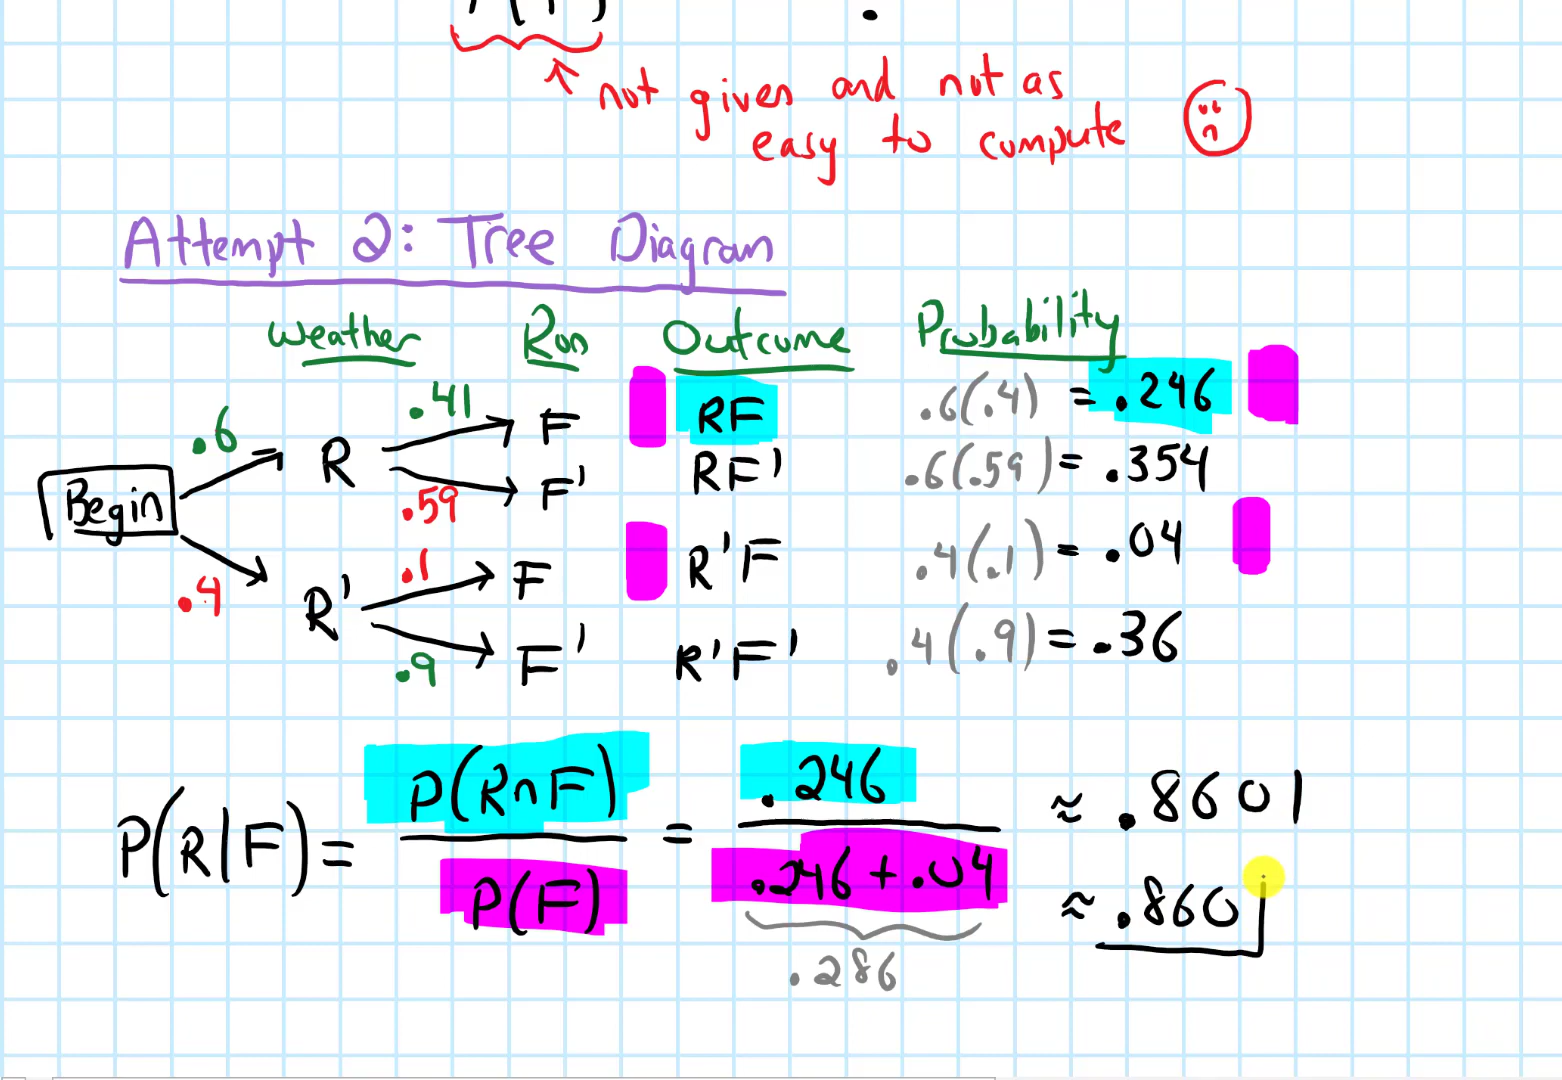 not given and not as
easy to compute
Attempt 2: Tree Diagram
Weather Run Outcome Probability
.6 R .41 F RF .6(.4) = .246
.59 F' RF' .6(.59) = .354
Begin
.4 R' .1 F R'F .4(.1) = .04
.9 F' R'F' .4(.9) = .36
P(R|F) = P(R∩F) / P(F) = .246 / .246 + .04 ≈ .8601
.286
≈ .860